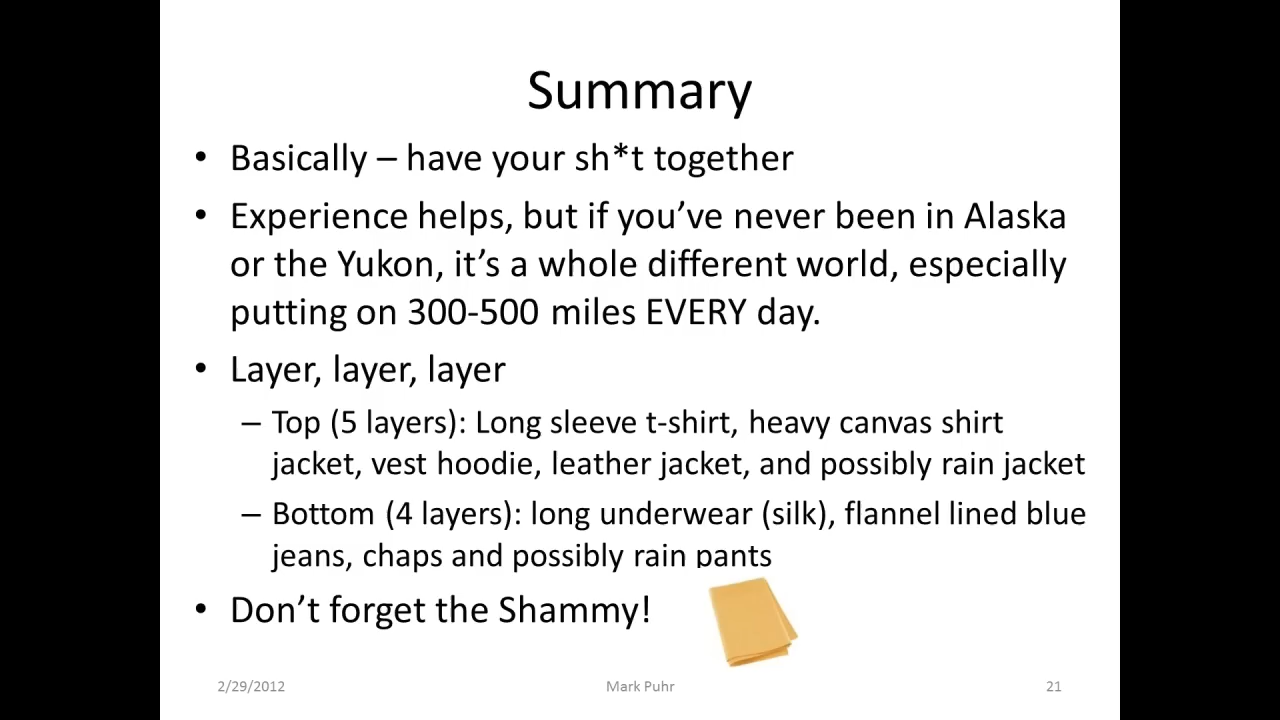 Summary
• Basically – have your sh*t together
• Experience helps, but if you’ve never been in Alaska
or the Yukon, it’s a whole different world, especially
putting on 300-500 miles EVERY day.
• Layer, layer, layer
– Top (5 layers): Long sleeve t-shirt, heavy canvas shirt
jacket, vest hoodie, leather jacket, and possibly rain jacket
– Bottom (4 layers): long underwear (silk), flannel lined blue
jeans, chaps and possibly rain pants
• Don’t forget the Shammy!
2/29/2012 Mark Puhr 21